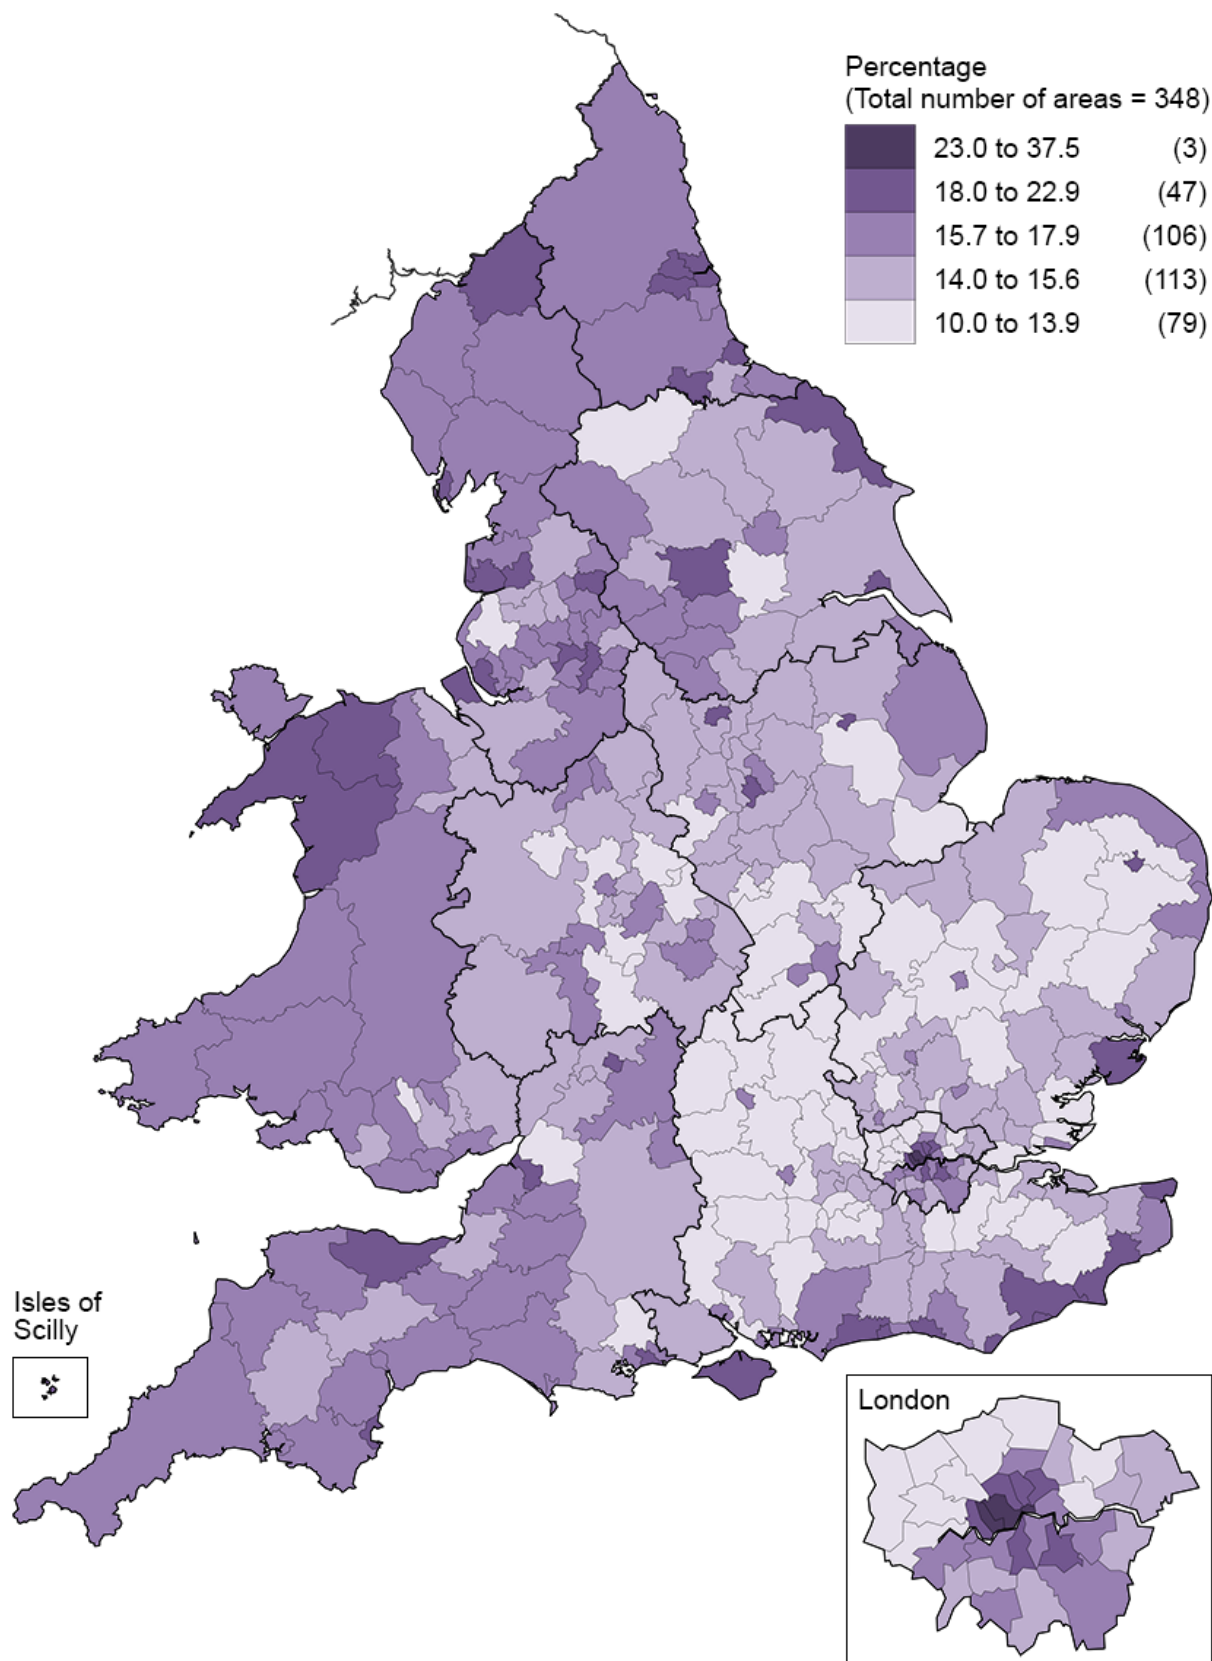 Percentage
(Total number of areas = 348)
23.0 to 37.5 (3)
18.0 to 22.9 (47)
15.7 to 17.9 (106)
14.0 to 15.6 (113)
10.0 to 13.9 (79)
Isles of
Scilly
London